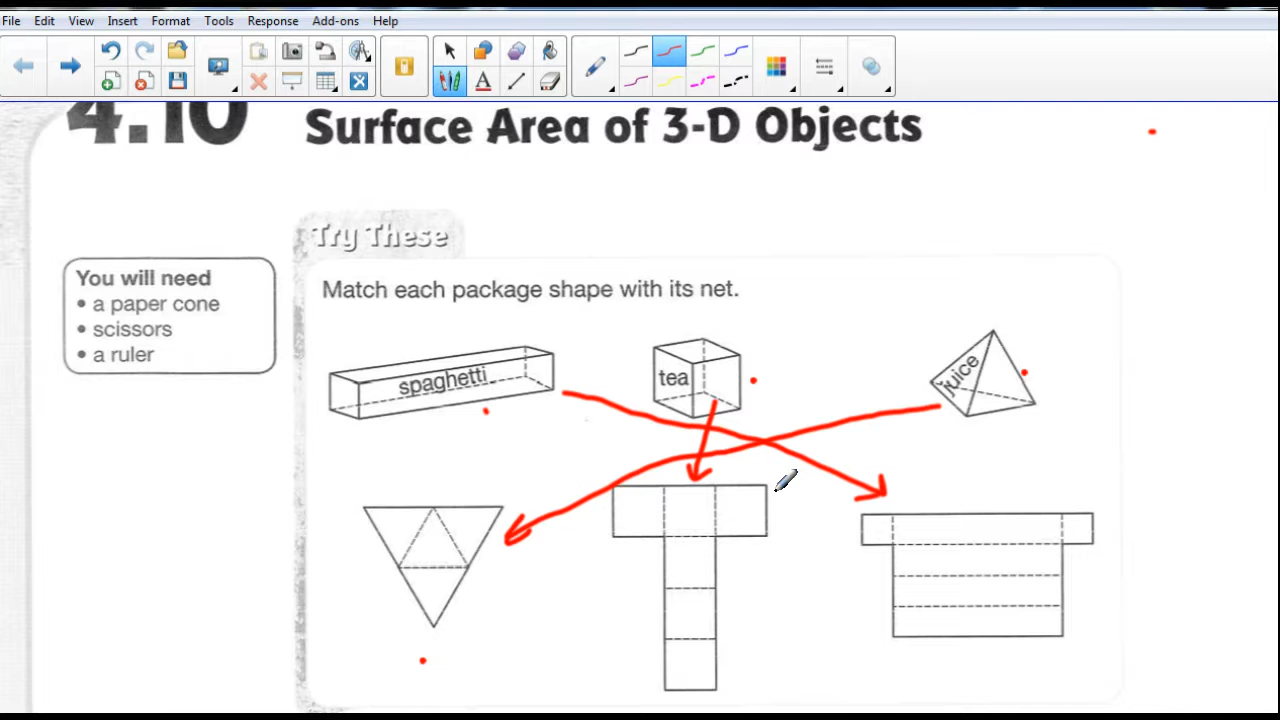 File Edit View Insert Format Tools Response Add-ons Help
4.10 Surface Area of 3-D Objects
Try These
You will need
• a paper cone
• scissors
• a ruler
Match each package shape with its net.
spaghetti
tea
juice